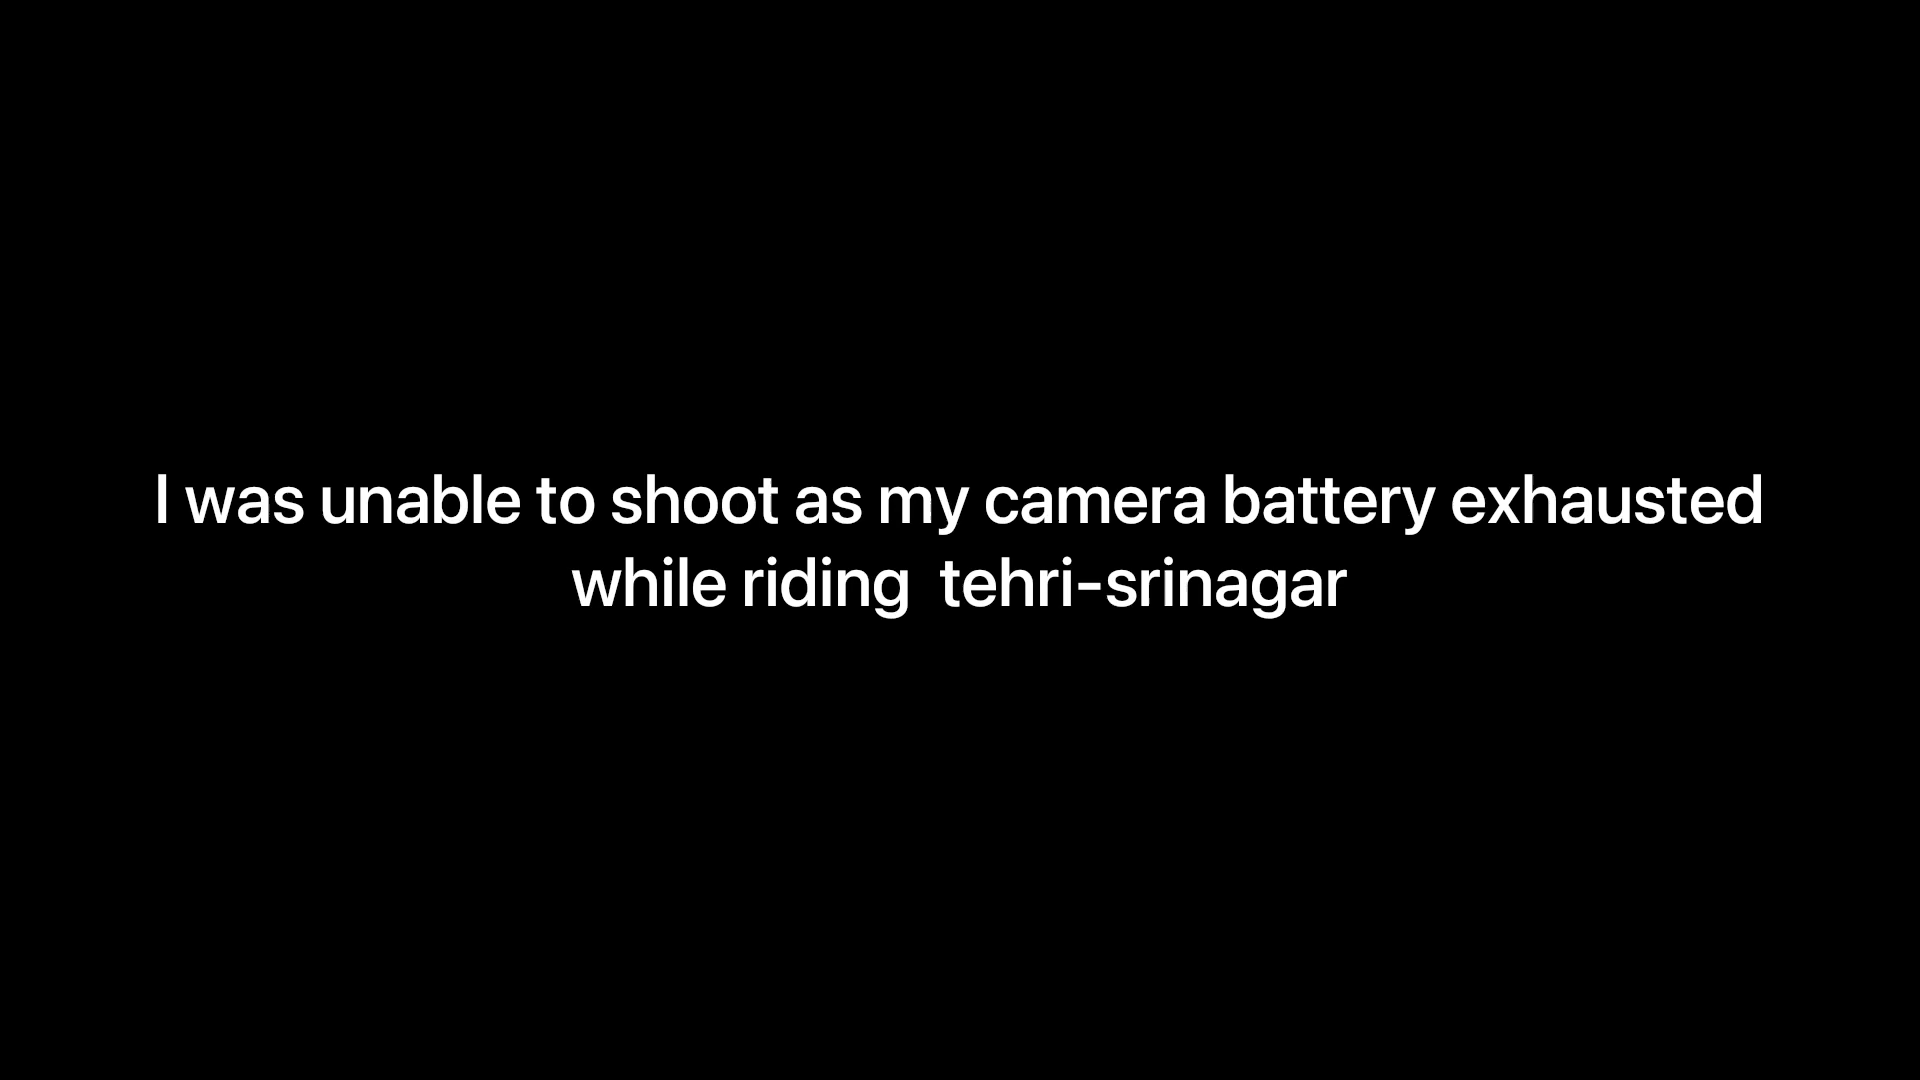 I was unable to shoot as my camera battery exhausted
while riding  tehri-srinagar